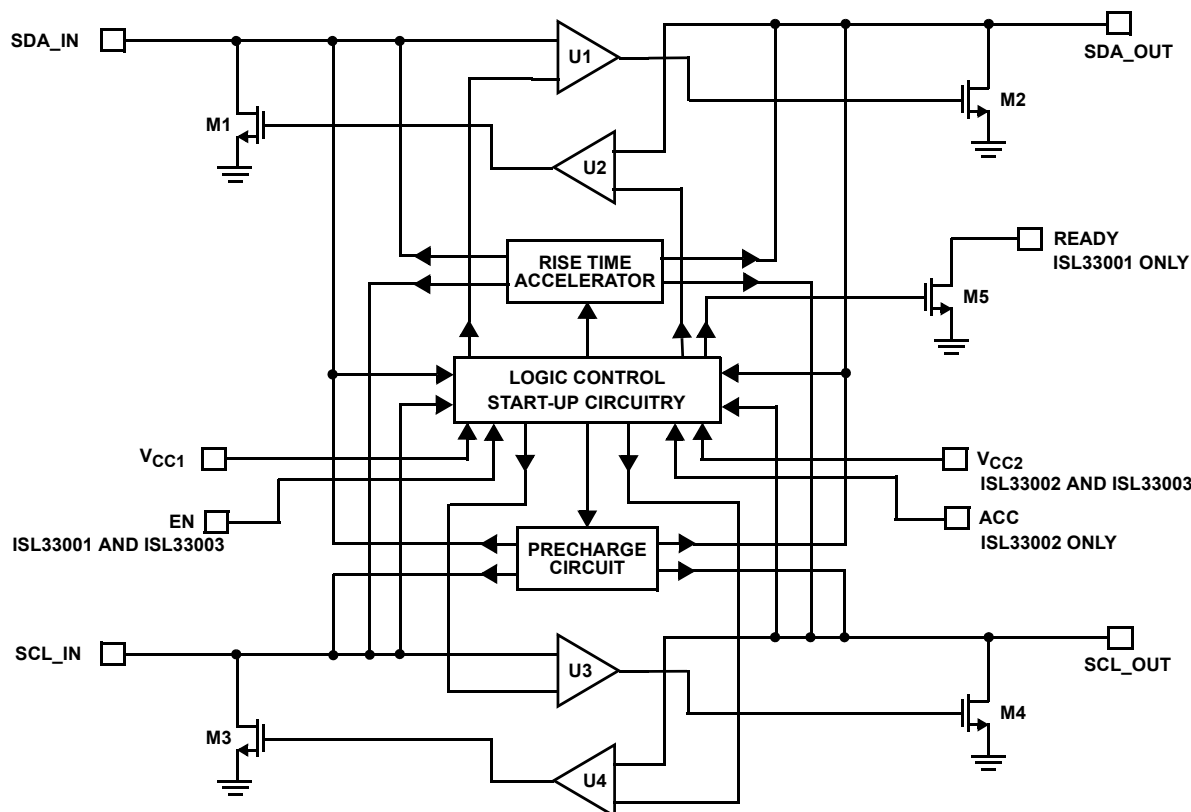 SDA_IN
U1
SDA_OUT
M1
M2
U2
RISE TIME
ACCELERATOR
READY
ISL33001 ONLY
M5
LOGIC CONTROL
START-UP CIRCUITRY
VCC1
VCC2
ISL33002 AND ISL33003
EN
ISL33001 AND ISL33003
ACC
ISL33002 ONLY
PRECHARGE
CIRCUIT
SCL_IN
U3
SCL_OUT
M3
M4
U4